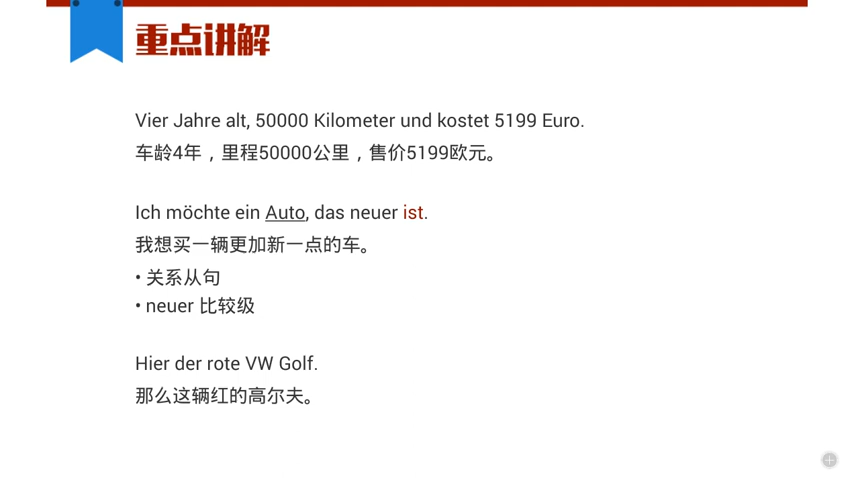 重点讲解
Vier Jahre alt, 50000 Kilometer und kostet 5199 Euro.
车龄4年，里程50000公里，售价5199欧元。
Ich möchte ein Auto, das neuer ist.
我想买一辆更加新一点的车。
• 关系从句
• neuer 比较级
Hier der rote VW Golf.
那么这辆红的高尔夫。